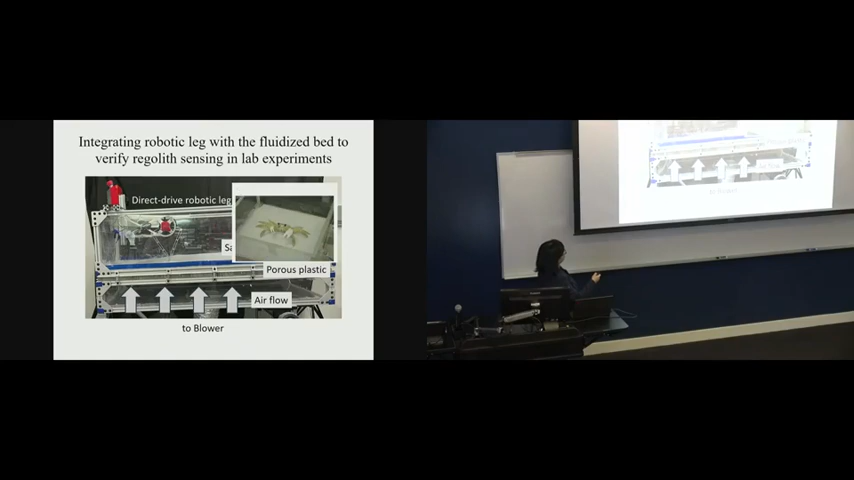 Integrating robotic leg with the fluidized bed to
verify regolith sensing in lab experiments
Direct-drive robotic leg
Sa
Porous plastic
Air flow
to Blower